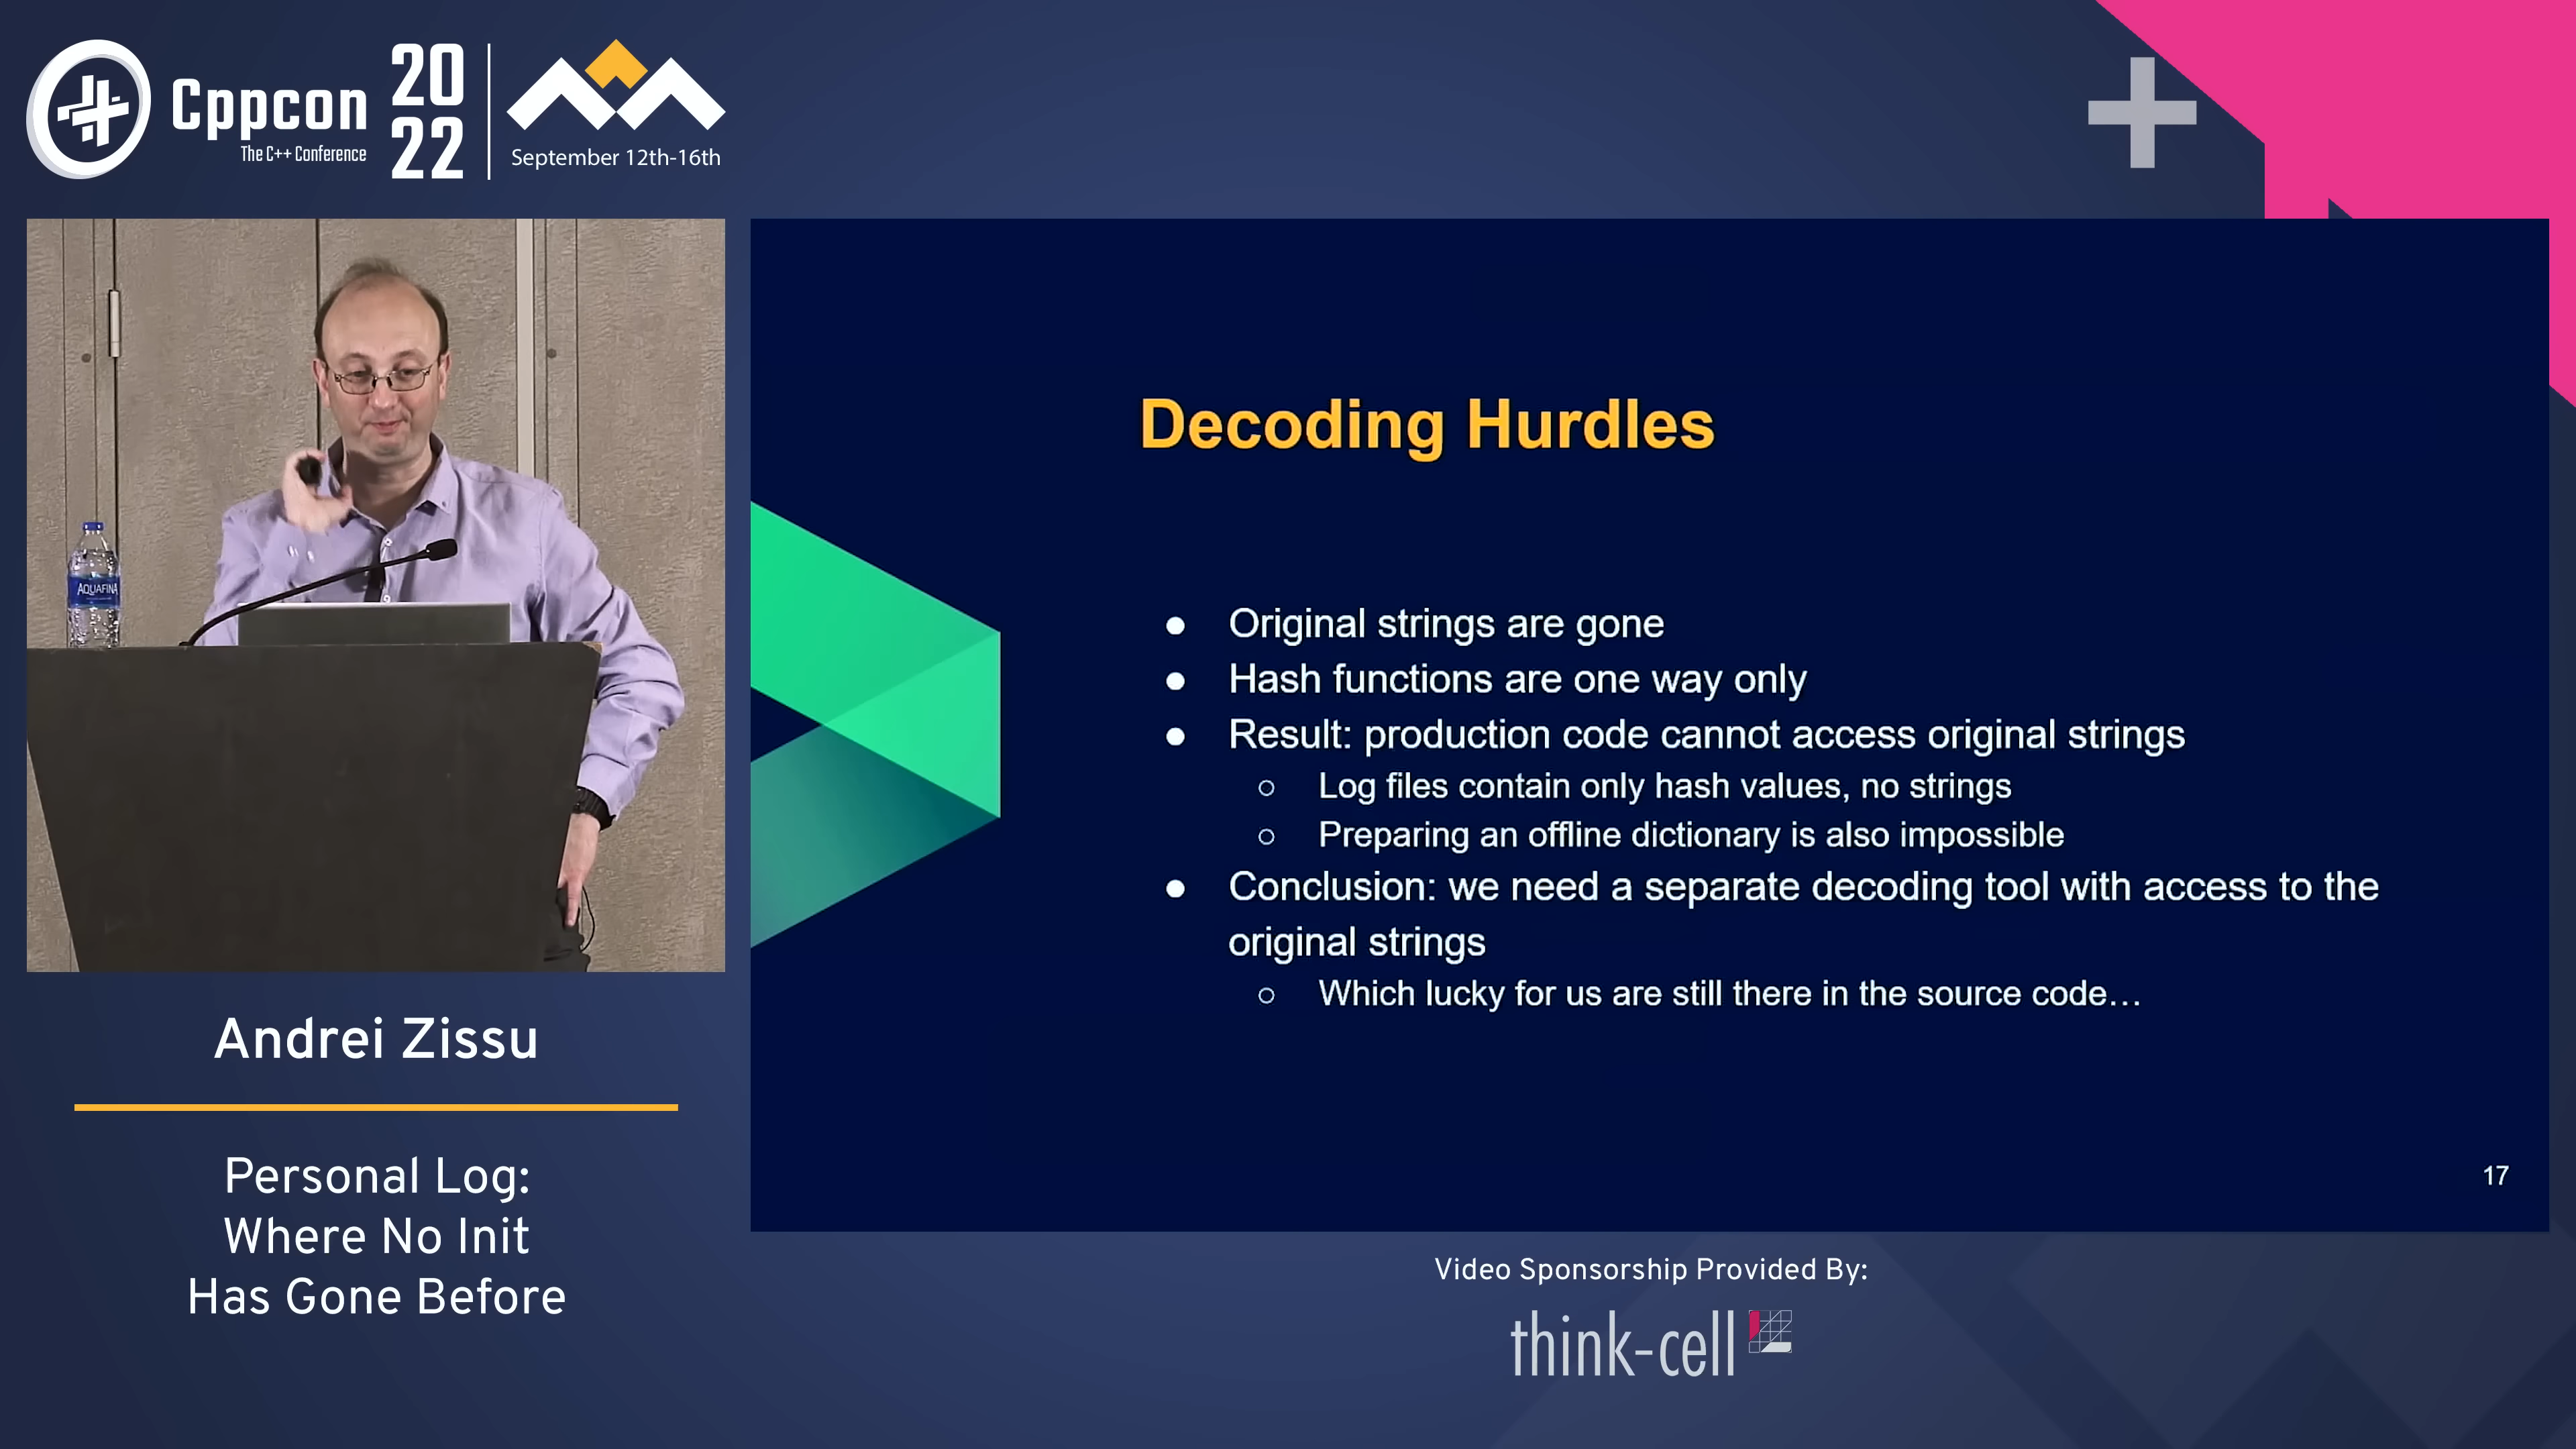 Cppcon
The C++ Conference
20
22
September 12th-16th
AQUAFINA
Decoding Hurdles
● Original strings are gone
● Hash functions are one way only
● Result: production code cannot access original strings
○ Log files contain only hash values, no strings
○ Preparing an offline dictionary is also impossible
● Conclusion: we need a separate decoding tool with access to the
original strings
○ Which lucky for us are still there in the source code…
17
Andrei Zissu
Personal Log:
Where No Init
Has Gone Before
Video Sponsorship Provided By:
think-cell